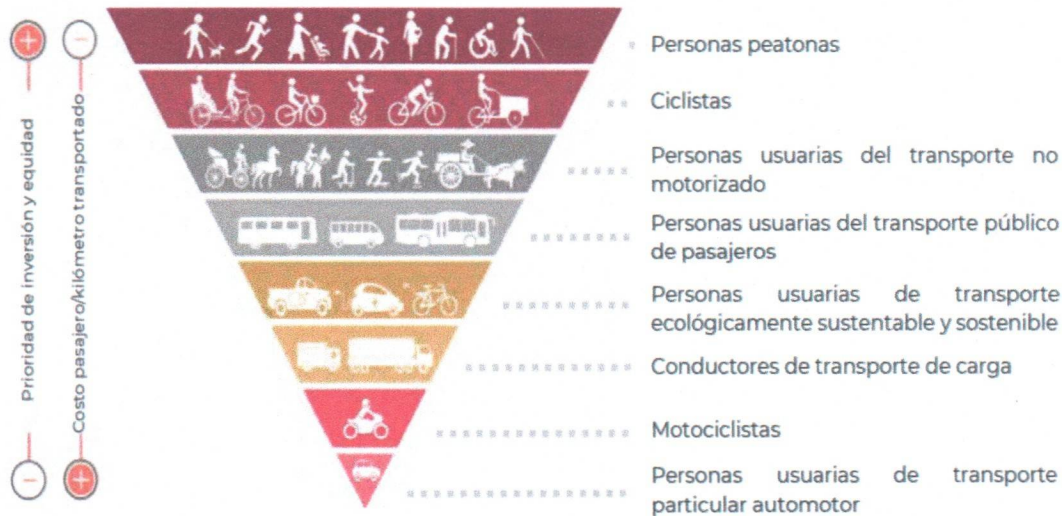 Prioridad de inversión y equidad
Costo pasajero/kilómetro transportado
Personas peatonas
Ciclistas
Personas usuarias del transporte no
motorizado
Personas usuarias del transporte público
de pasajeros
Personas usuarias de transporte
ecológicamente sustentable y sostenible
Conductores de transporte de carga
Motociclistas
Personas usuarias de transporte
particular automotor